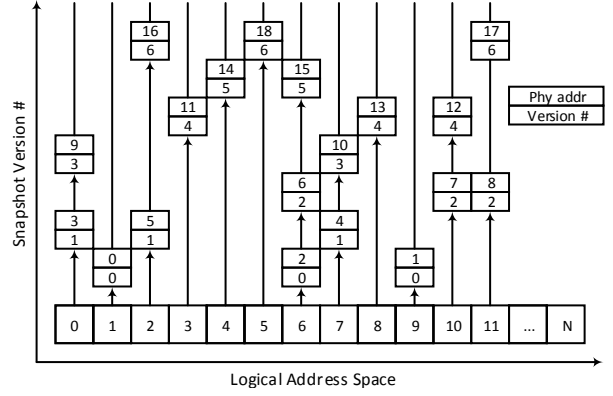 16 18 17
6 6 6
14 15
5 5
11 13 12
4 4 4
Phy addr
Version #
9 10
3 3
6 7 8
2 2 2
3 5 4
1 1 1
0 2 1
0 0 0
0 1 2 3 4 5 6 7 8 9 10 11 ... N
Snapshot Version #
Logical Address Space